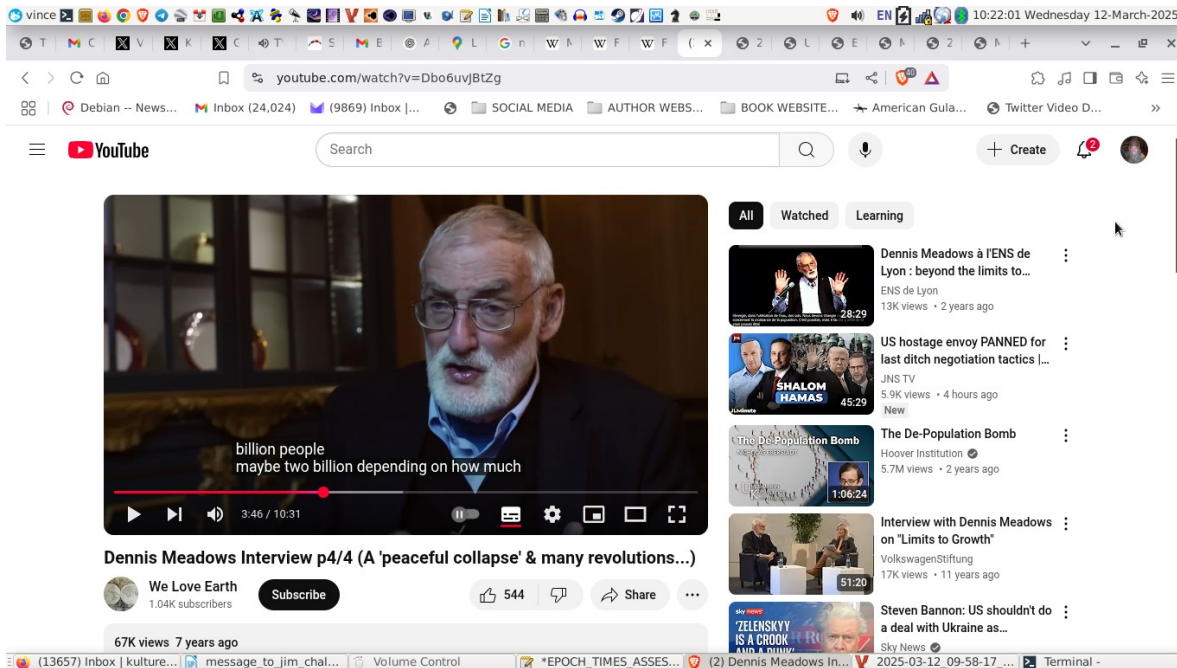 vince
EN
10:22:01 Wednesday 12-March-2025
youtube.com/watch?v=Dbo6uvJBtZg
Debian -- News...
Inbox (24,024)
(9869) Inbox |...
SOCIAL MEDIA
AUTHOR WEBS...
BOOK WEBSITE...
American Gula...
Twitter Video D...
YouTube
Search
Create
2
All
Watched
Learning
billion people
maybe two billion depending on how much
3:46 / 10:31
Dennis Meadows Interview p4/4 (A 'peaceful collapse' & many revolutions...)
We Love Earth
1.04K subscribers
Subscribe
544
Share
67K views 7 years ago
28:29
Dennis Meadows à l'ENS de
Lyon : beyond the limits to...
ENS de Lyon
13K views • 2 years ago
SHALOM
HAMAS
45:29
US hostage envoy PANNED for
last ditch negotiation tactics |...
JNS TV
5.9K views • 4 hours ago
New
The De-Population Bomb
1:06:24
The De-Population Bomb
Hoover Institution
5.7M views • 2 years ago
51:20
Interview with Dennis Meadows
on "Limits to Growth"
VolkswagenStiftung
17K views • 11 years ago
sky news
'ZELENSKYY
IS A CROOK
AND A PUNK'
Steven Bannon: US shouldn't do
a deal with Ukraine as...
Sky News
(13657) Inbox | kulture...
message_to_jim_chal...
Volume Control
*EPOCH_TIMES_ASSES...
(2) Dennis Meadows In...
2025-03-12_09-58-17_...
Terminal -